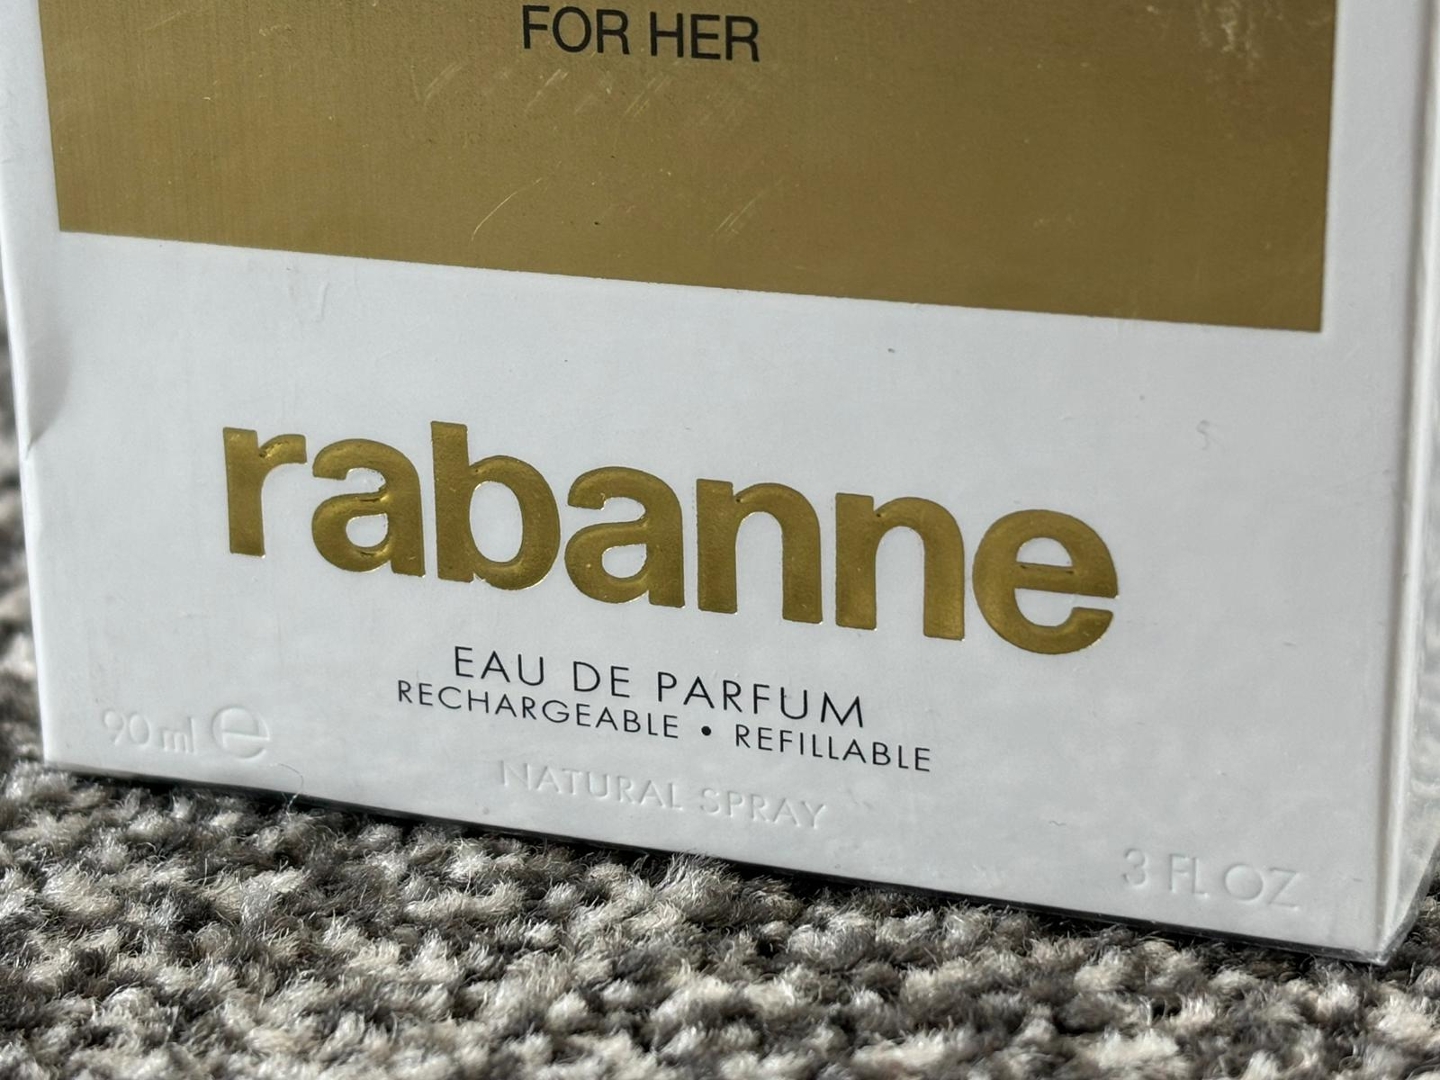 FOR HER
rabanne
EAU DE PARFUM
RECHARGEABLE • REFILLABLE
90 ml ℮
NATURAL SPRAY
3 FL OZ